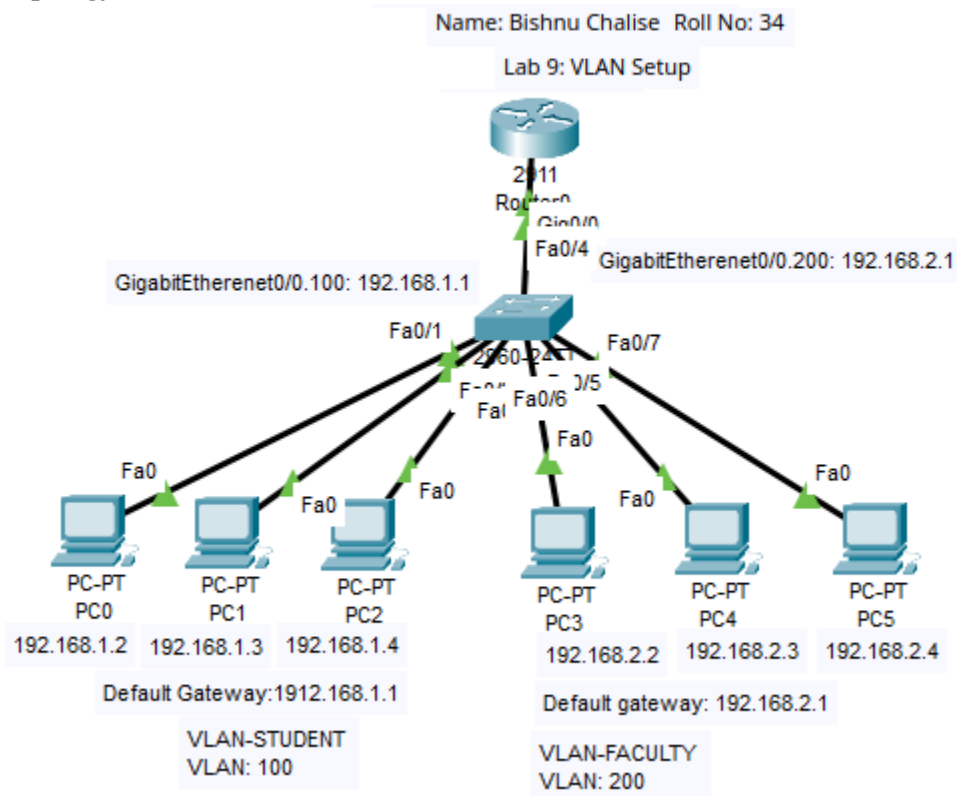 Name: Bishnu Chalise Roll No: 34
Lab 9: VLAN Setup
2911
Router0
Gig0/0
Fa0/4
GigabitEtherenet0/0.200: 192.168.2.1
GigabitEtherenet0/0.100: 192.168.1.1
Fa0/1
Fa0/7
Fa0/6
Fa0
Fa0
Fa0
Fa0
Fa0
Fa0
PC-PT
PC0
PC-PT
PC1
PC-PT
PC2
PC-PT
PC3
PC-PT
PC4
PC-PT
PC5
192.168.1.2
192.168.1.3
192.168.1.4
192.168.2.2
192.168.2.3
192.168.2.4
Default Gateway:1912.168.1.1
Default gateway: 192.168.2.1
VLAN-STUDENT
VLAN: 100
VLAN-FACULTY
VLAN: 200